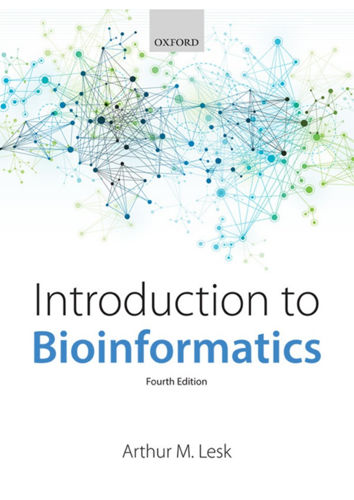 OXFORD
Introduction to
Bioinformatics
Fourth Edition
Arthur M. Lesk